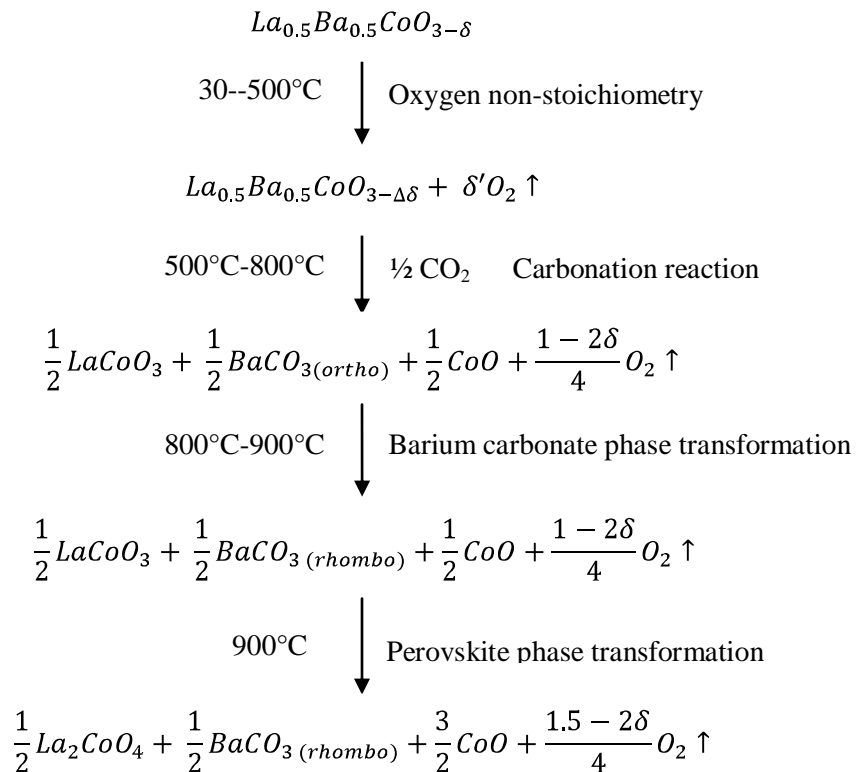 La₀.₅Ba₀.₅CoO₃₋δ
30--500°C Oxygen non-stoichiometry
La₀.₅Ba₀.₅CoO₃₋Δδ + δ′O₂ ↑
500°C-800°C ½ CO₂ Carbonation reaction
1/2 LaCoO₃ + 1/2 BaCO₃(ortho) + 1/2 CoO + (1 − 2δ)/4 O₂ ↑
800°C-900°C Barium carbonate phase transformation
1/2 LaCoO₃ + 1/2 BaCO₃ (rhombo) + 1/2 CoO + (1 − 2δ)/4 O₂ ↑
900°C Perovskite phase transformation
1/2 La₂CoO₄ + 1/2 BaCO₃ (rhombo) + 3/2 CoO + (1.5 − 2δ)/4 O₂ ↑